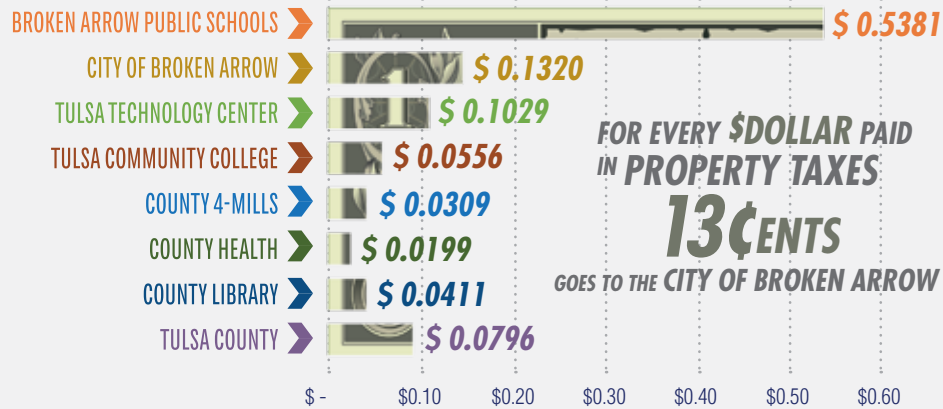 BROKEN ARROW PUBLIC SCHOOLS $ 0.5381
CITY OF BROKEN ARROW $ 0.1320
TULSA TECHNOLOGY CENTER $ 0.1029
TULSA COMMUNITY COLLEGE $ 0.0556
COUNTY 4-MILLS $ 0.0309
COUNTY HEALTH $ 0.0199
COUNTY LIBRARY $ 0.0411
TULSA COUNTY $ 0.0796
FOR EVERY $DOLLAR PAID
IN PROPERTY TAXES
13¢ENTS
GOES TO THE CITY OF BROKEN ARROW
$ - $0.10 $0.20 $0.30 $0.40 $0.50 $0.60